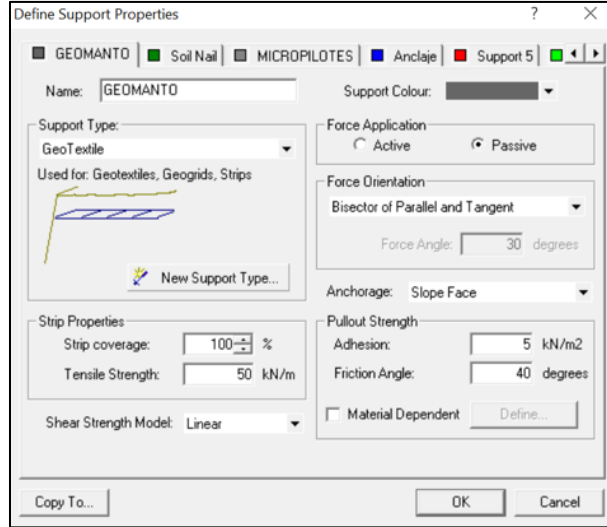 Define Support Properties ? ×
GEOMANTO Soil Nail MICROPILOTES Anclaje Support 5
Name: GEOMANTO Support Colour:
Support Type: Force Application
GeoTextile Active Passive
Used for: Geotextiles, Geogrids, Strips Force Orientation
Bisector of Parallel and Tangent
Force Angle: 30 degrees
New Support Type... Anchorage: Slope Face
Strip Properties Pullout Strength
Strip coverage: 100 % Adhesion: 5 kN/m2
Tensile Strength: 50 kN/m Friction Angle: 40 degrees
Shear Strength Model: Linear Material Dependent Define...
Copy To... OK Cancel